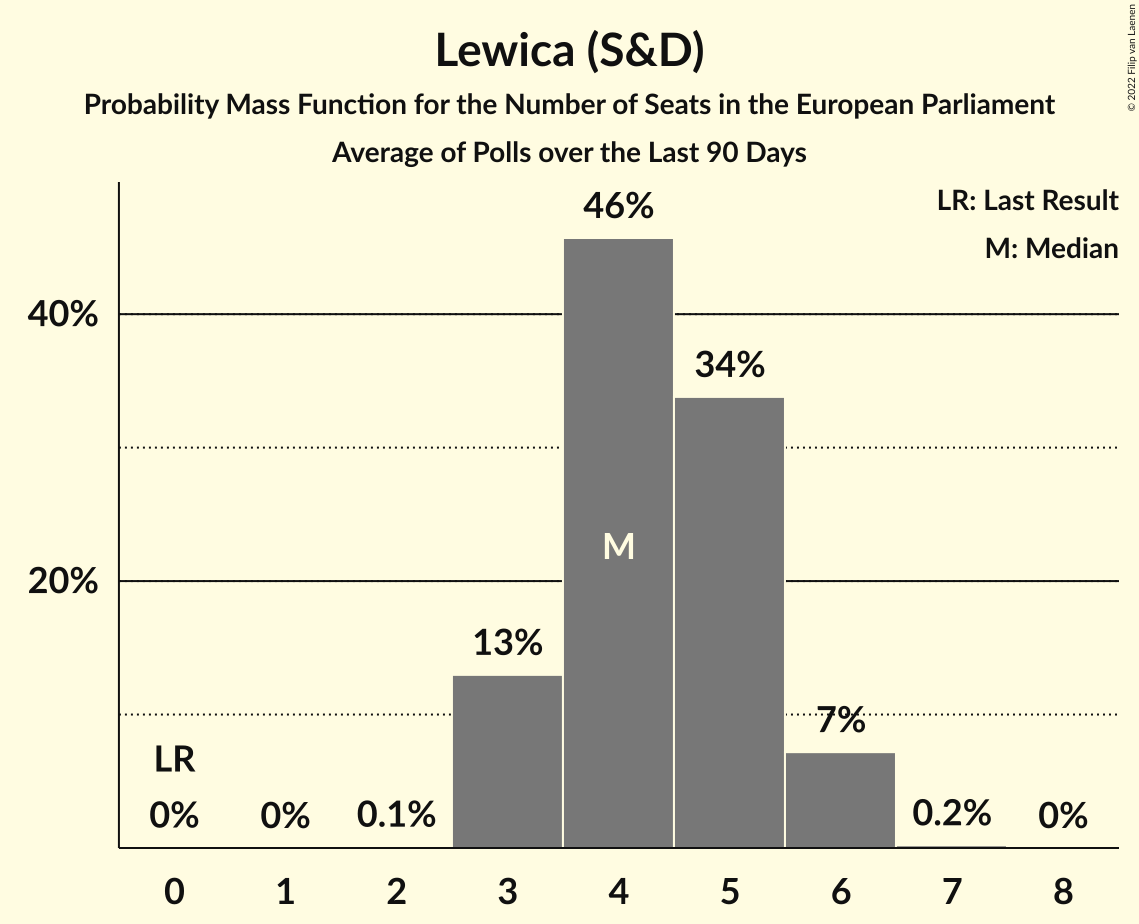 Lewica (S&D)
Probability Mass Function for the Number of Seats in the European Parliament
Average of Polls over the Last 90 Days
© 2022 Filip van Laenen
LR: Last Result
M: Median
46%
40%
34%
M
20%
13%
7%
LR
0%
0%
0.1%
0.2%
0%
0 1 2 3 4 5 6 7 8